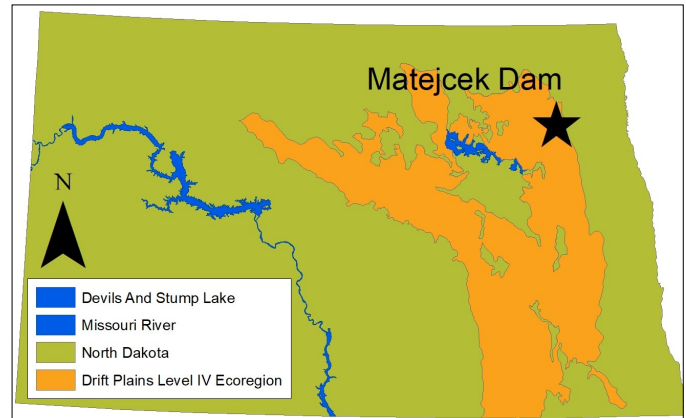 Matejcek Dam
N
Devils And Stump Lake
Missouri River
North Dakota
Drift Plains Level IV Ecoregion